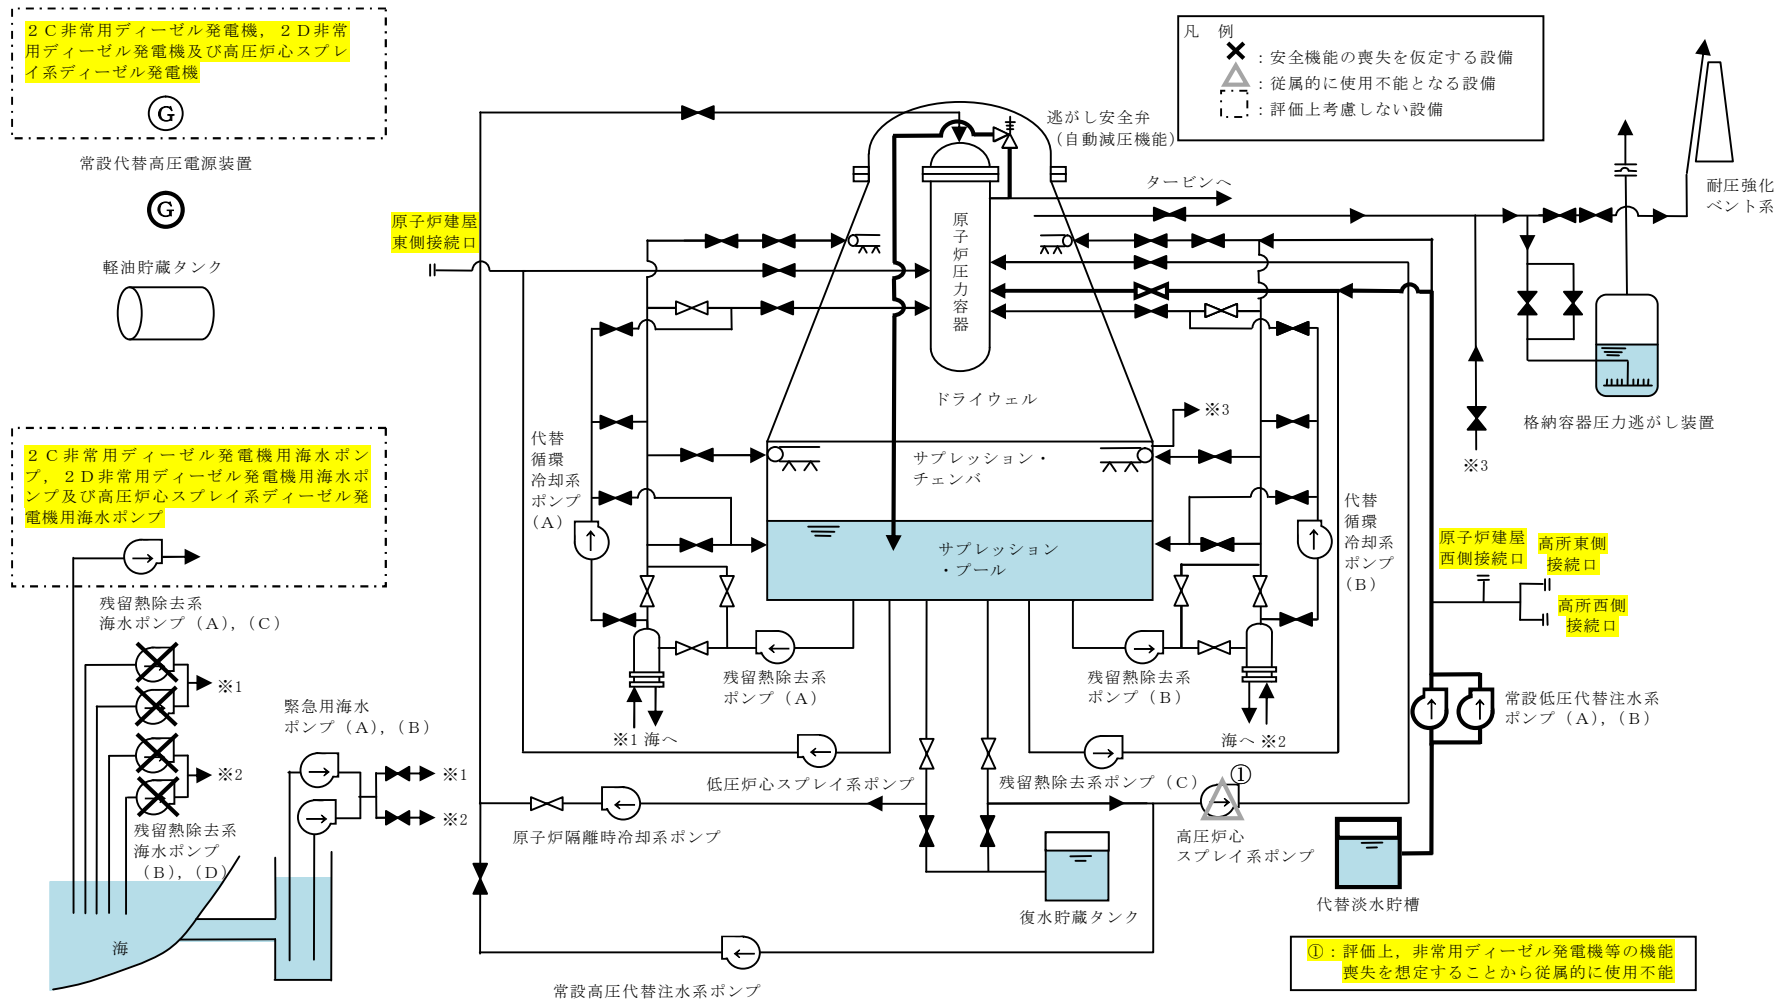 ２Ｃ非常用ディーゼル発電機，２Ｄ非常
用ディーゼル発電機及び高圧炉心スプレ
イ系ディーゼル発電機
G
常設代替高圧電源装置
G
軽油貯蔵タンク
２Ｃ非常用ディーゼル発電機用海水ポン
プ，２Ｄ非常用ディーゼル発電機用海水ポ
ンプ及び高圧炉心スプレイ系ディーゼル発
電機用海水ポンプ
残留熱除去系
海水ポンプ（A），（C）
※1
※2
残留熱除去系
海水ポンプ
（B），（D）
海
緊急用海水
ポンプ（A），（B）
※1
※2
原子炉建屋
東側接続口
代替
循環
冷却系
ポンプ
（A）
残留熱除去系
ポンプ（A）
※1 海へ
低圧炉心スプレイ系ポンプ
原子炉隔離時冷却系ポンプ
常設高圧代替注水系ポンプ
逃がし安全弁
（自動減圧機能）
タービンへ
原子炉圧力容器
ドライウェル
※3
サプレッション・
チェンバ
サプレッション
・プール
残留熱除去系
ポンプ（B）
海へ ※2
残留熱除去系ポンプ（C）
①
高圧炉心
スプレイ系ポンプ
復水貯蔵タンク
代替
循環
冷却系
ポンプ
（B）
凡　例
：安全機能の喪失を仮定する設備
：従属的に使用不能となる設備
：評価上考慮しない設備
耐圧強化
ベント系
格納容器圧力逃がし装置
※3
原子炉建屋
西側接続口
高所東側
接続口
高所西側
接続口
常設低圧代替注水系
ポンプ（A），（B）
代替淡水貯槽
①：評価上，非常用ディーゼル発電機等の機能
喪失を想定することから従属的に使用不能